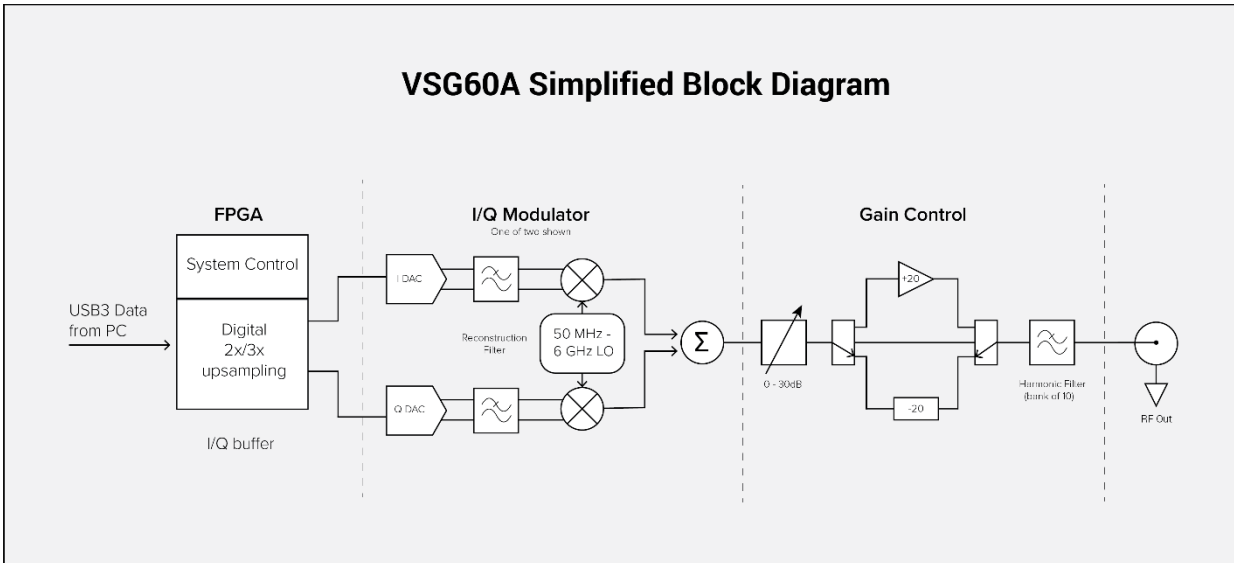 VSG60A Simplified Block Diagram
FPGA
System Control
USB3 Data
from PC
Digital
2x/3x
upsampling
I/Q buffer
I/Q Modulator
One of two shown
I DAC
Reconstruction
Filter
50 MHz -
6 GHz LO
Q DAC
Σ
Gain Control
0 - 30dB
+20
-20
Harmonic Filter
(bank of 10)
RF Out